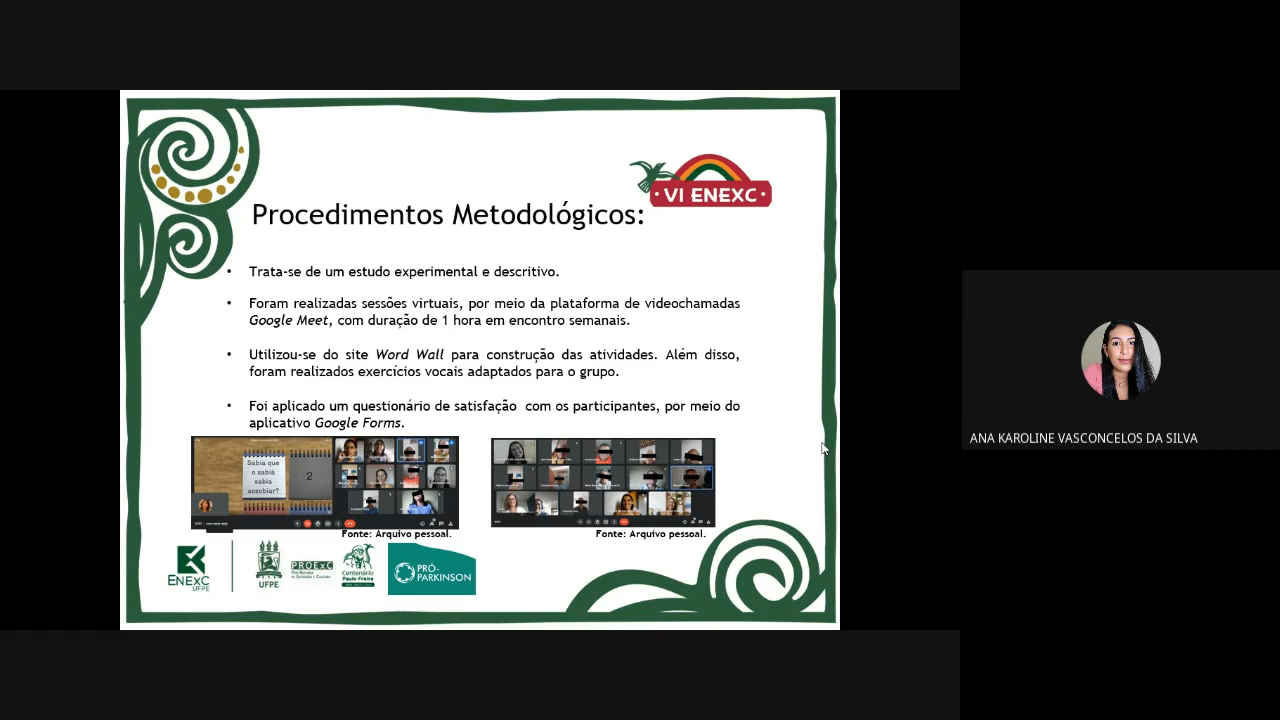 VI ENEXC
Procedimentos Metodológicos:
• Trata-se de um estudo experimental e descritivo.
• Foram realizadas sessões virtuais, por meio da plataforma de videochamadas
Google Meet, com duração de 1 hora em encontro semanais.
• Utilizou-se do site Word Wall para construção das atividades. Além disso,
foram realizados exercícios vocais adaptados para o grupo.
• Foi aplicado um questionário de satisfação com os participantes, por meio do
aplicativo Google Forms.
Sabia que
o sabiá
sabia
assobiar?
2
Fonte: Arquivo pessoal.
Fonte: Arquivo pessoal.
ENEXC
UFPE
UFPE
PROEXC
Centenário
Paulo Freire
PRÓ-
PARKINSON
ANA KAROLINE VASCONCELOS DA SILVA